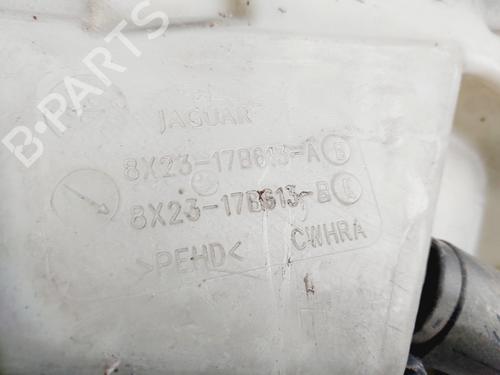 B-PARTS
JAGUAR
8X23-17B613-A B
8X23-17B613-B
>PEHD< CWHRA